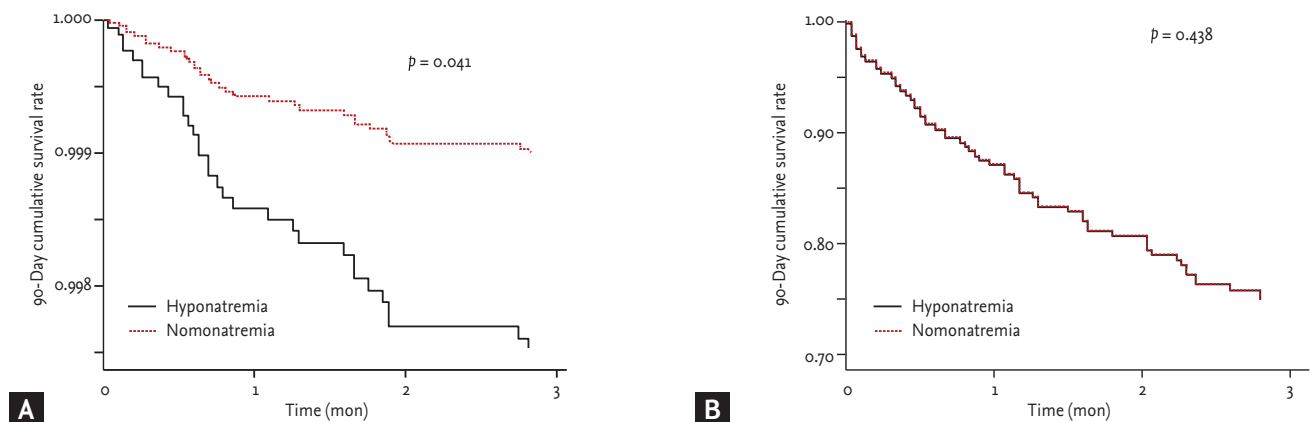 1.000
0.999
0.998
90-Day cumulative survival rate
p = 0.041
Hyponatremia
Nomonatremia
0
1
2
3
Time (mon)
A
1.00
0.90
0.80
0.70
90-Day cumulative survival rate
p = 0.438
Hyponatremia
Nomonatremia
0
1
2
3
Time (mon)
B